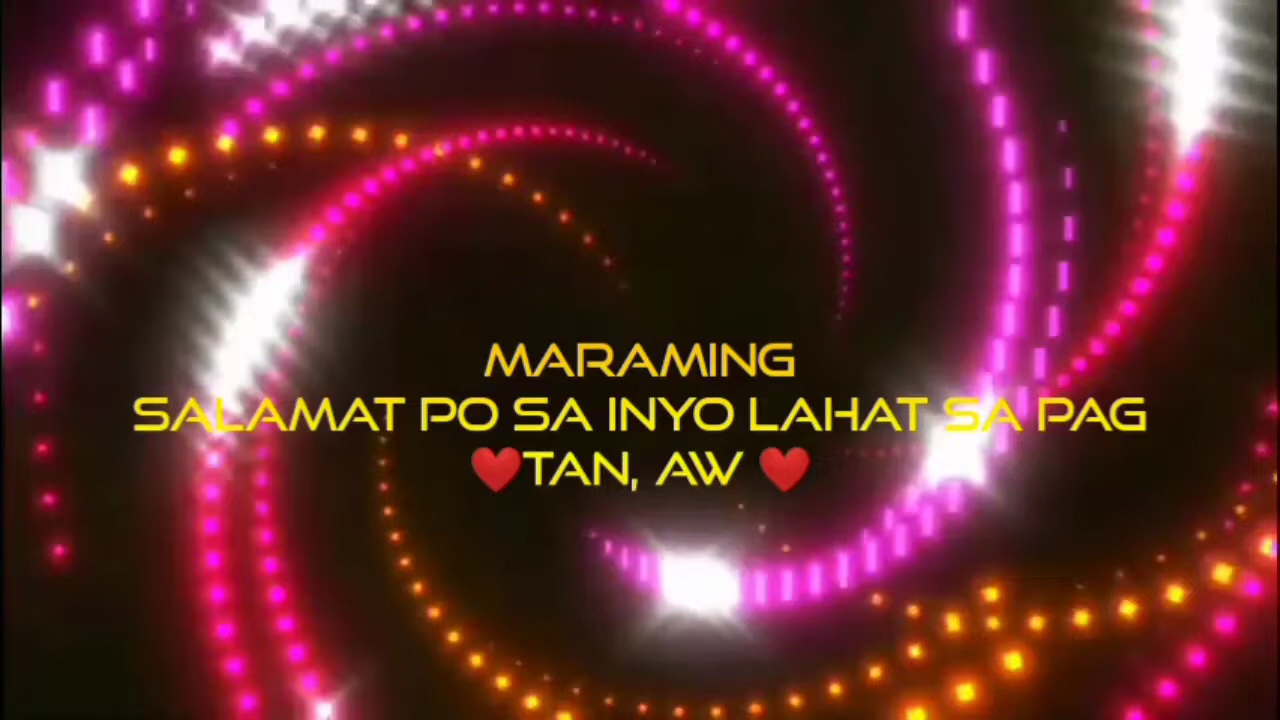 MARAMING
SALAMAT PO SA INYO LAHAT SA PAG
❤️TAN, AW ❤️